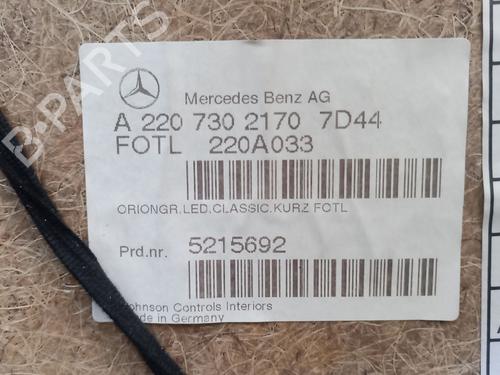 B-PARTS
Mercedes Benz AG
A 220 730 2170 7D44
FOTL 220A033
ORIONGR.LED.CLASSIC.KURZ FOTL
Prd.nr. 5215692
Johnson Controls Interiors
Made in Germany